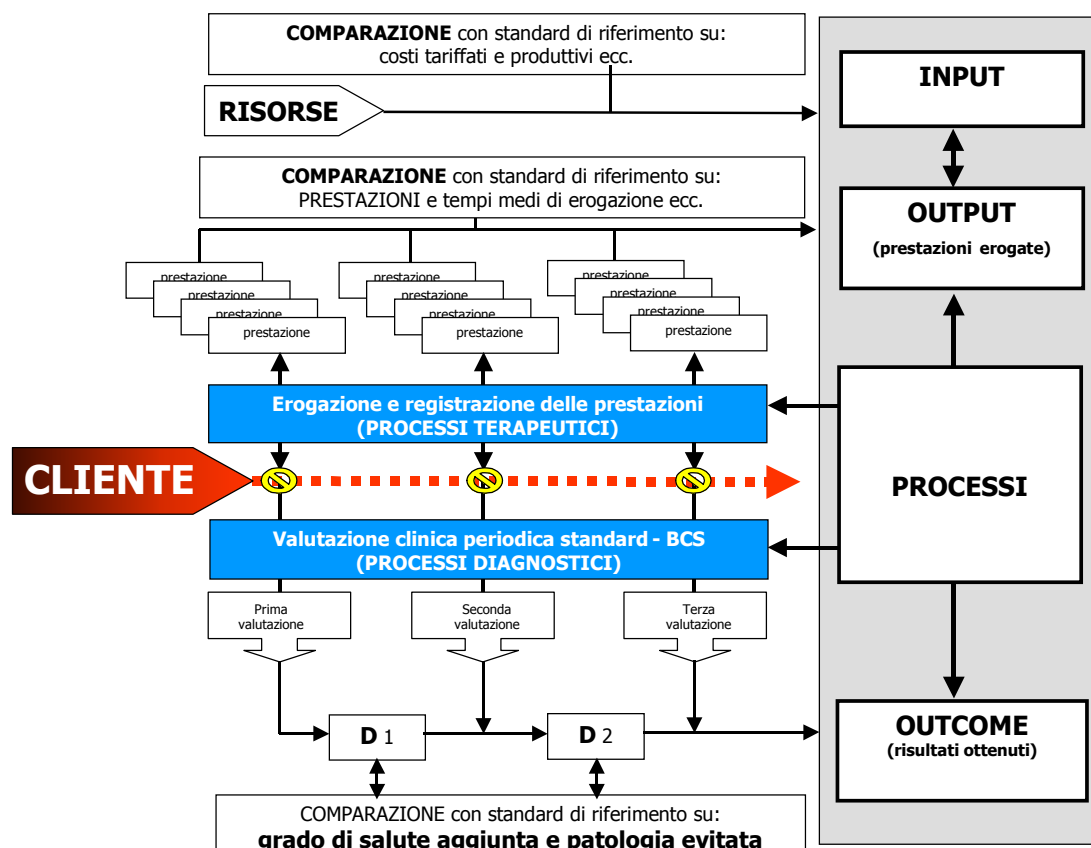 COMPARAZIONE con standard di riferimento su:
costi tariffati e produttivi ecc.
INPUT
RISORSE
COMPARAZIONE con standard di riferimento su:
PRESTAZIONI e tempi medi di erogazione ecc.
OUTPUT
(prestazioni erogate)
prestazione
prestazione
prestazione
prestazione
prestazione
prestazione
prestazione
prestazione
prestazione
prestazione
prestazione
prestazione
Erogazione e registrazione delle prestazioni
(PROCESSI TERAPEUTICI)
CLIENTE
PROCESSI
Valutazione clinica periodica standard - BCS
(PROCESSI DIAGNOSTICI)
Prima
valutazione
Seconda
valutazione
Terza
valutazione
D 1
D 2
OUTCOME
(risultati ottenuti)
COMPARAZIONE con standard di riferimento su:
grado di salute aggiunta e patologia evitata